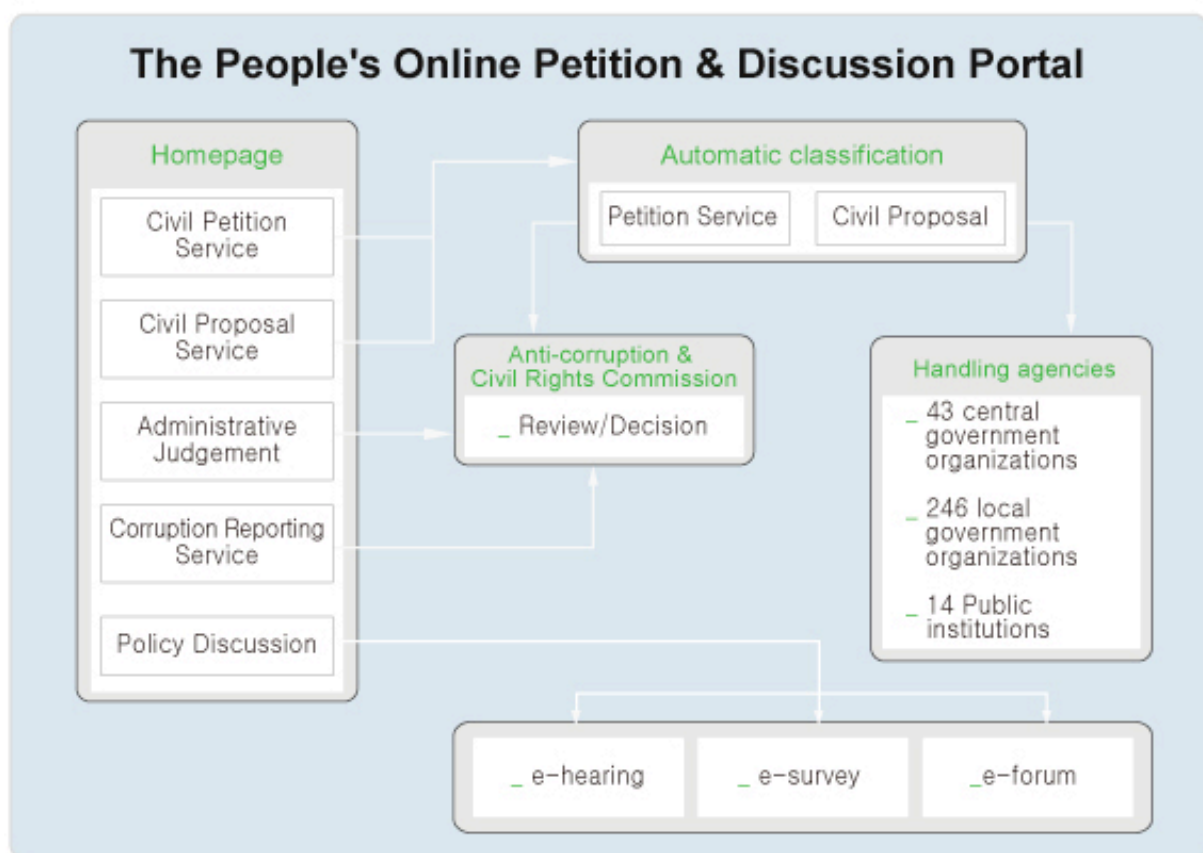 The People's Online Petition & Discussion Portal
Homepage
Civil Petition
Service
Civil Proposal
Service
Administrative
Judgement
Corruption Reporting
Service
Policy Discussion
Automatic classification
Petition Service
Civil Proposal
Anti-corruption &
Civil Rights Commission
_ Review/Decision
Handling agencies
_ 43 central
government
organizations
_ 246 local
government
organizations
_ 14 Public
institutions
_ e-hearing
_ e-survey
_e-forum